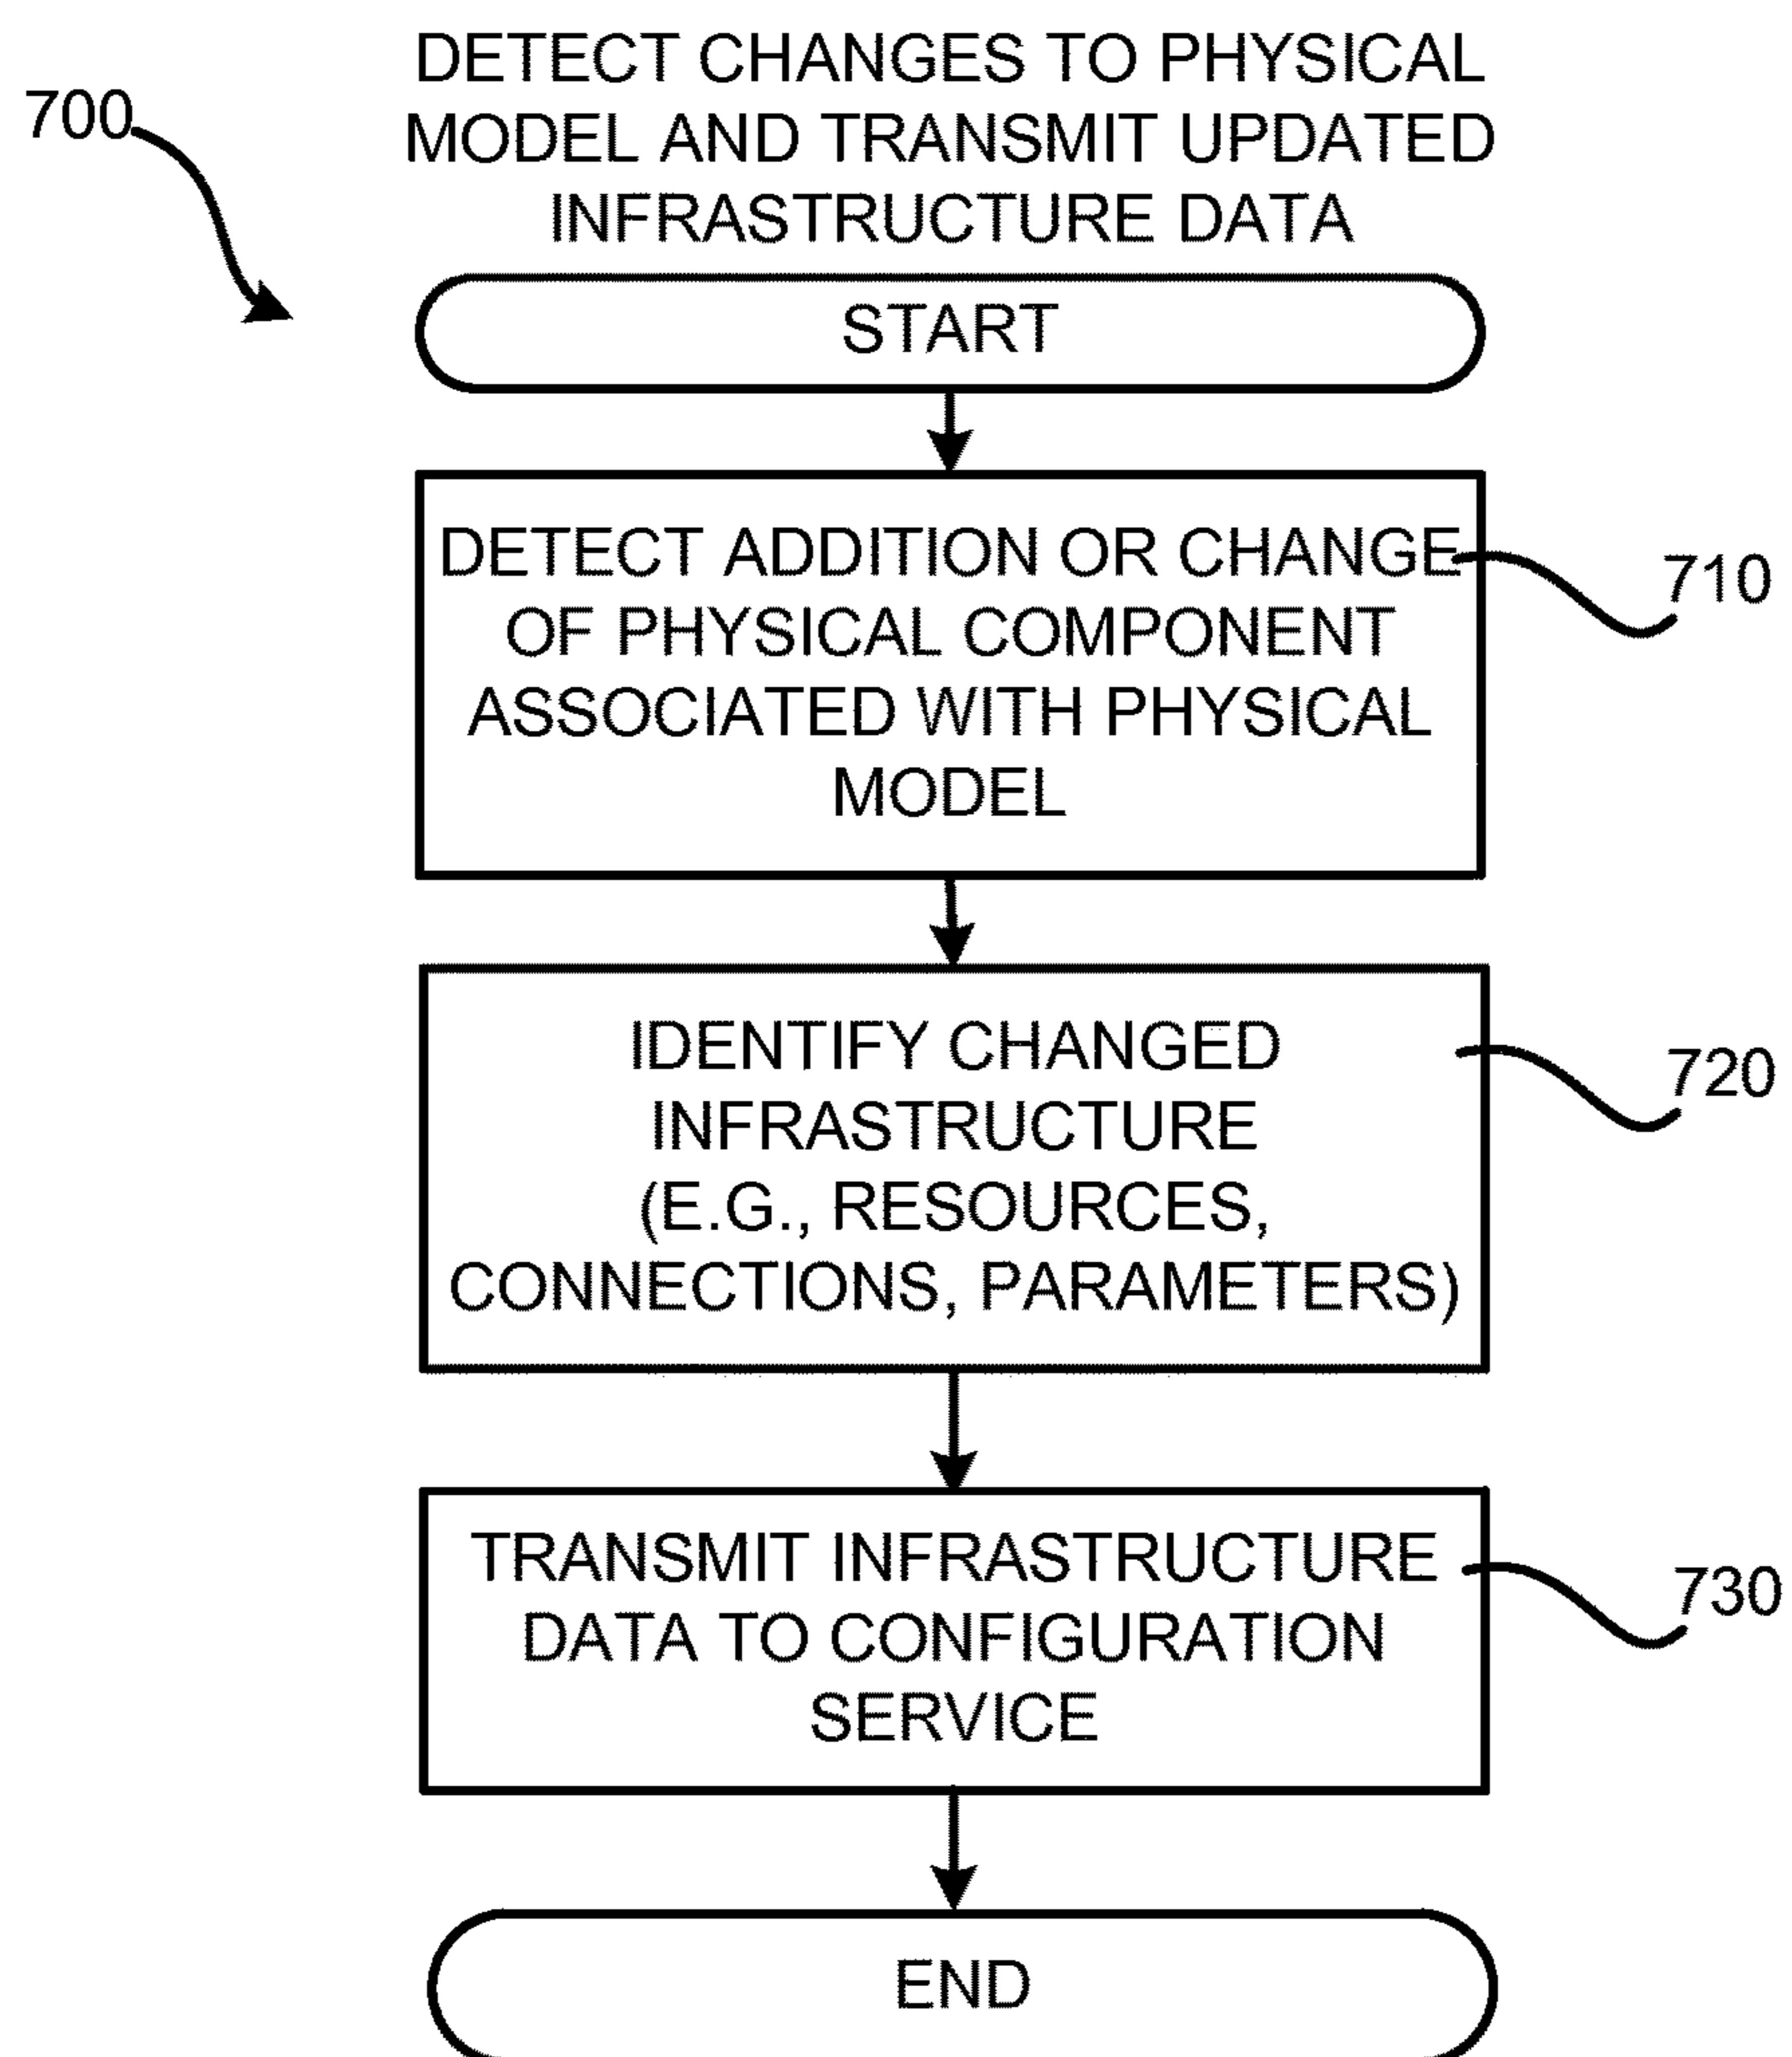 DETECT CHANGES TO PHYSICAL
MODEL AND TRANSMIT UPDATED
INFRASTRUCTURE DATA
700
START
DETECT ADDITION OR CHANGE
OF PHYSICAL COMPONENT
ASSOCIATED WITH PHYSICAL
MODEL
710
IDENTIFY CHANGED
INFRASTRUCTURE
(E.G., RESOURCES,
CONNECTIONS, PARAMETERS)
720
TRANSMIT INFRASTRUCTURE
DATA TO CONFIGURATION
SERVICE
730
END